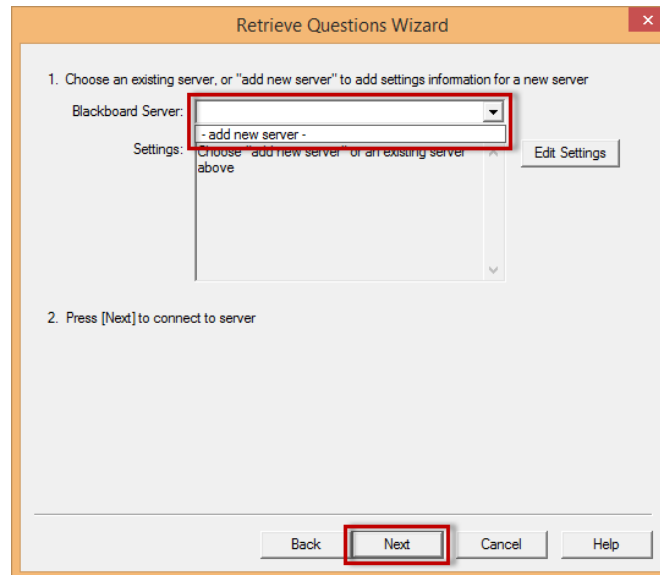 Retrieve Questions Wizard
1. Choose an existing server, or "add new server" to add settings information for a new server
Blackboard Server:
- add new server -
Settings: Choose "add new server" or an existing server
above
Edit Settings
2. Press [Next] to connect to server
Back Next Cancel Help